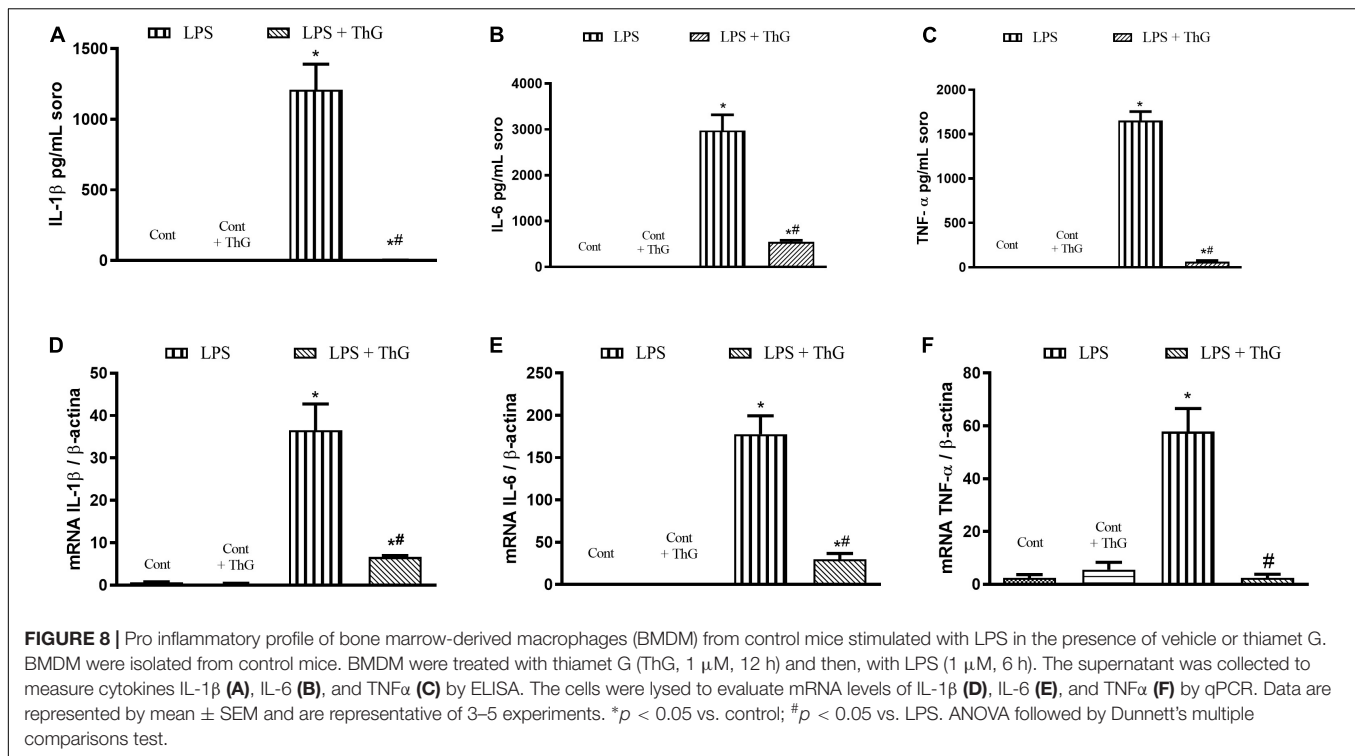 A
LPS LPS + ThG
IL-1β pg/mL soro
1500
1000
500
0
Cont
Cont
+ ThG
*
*#
B
LPS LPS + ThG
IL-6 pg/mL soro
4000
3000
2000
1000
0
Cont
Cont
+ ThG
*
*#
C
LPS LPS + ThG
TNF- α pg/mL soro
2000
1500
1000
500
0
Cont
Cont
+ ThG
*
*#
D
LPS LPS + ThG
mRNA IL-1β / β-actina
50
40
30
20
10
0
Cont
Cont
+ ThG
*
*#
E
LPS LPS + ThG
mRNA IL-6 / β-actina
250
200
150
100
50
0
Cont
Cont
+ ThG
*
*#
F
LPS LPS + ThG
mRNA TNF-α / β-actina
80
60
40
20
0
Cont
Cont
+ ThG
*
#
FIGURE 8 | Pro inflammatory profile of bone marrow-derived macrophages (BMDM) from control mice stimulated with LPS in the presence of vehicle or thiamet G.
BMDM were isolated from control mice. BMDM were treated with thiamet G (ThG, 1 μM, 12 h) and then, with LPS (1 μM, 6 h). The supernatant was collected to
measure cytokines IL-1β (A), IL-6 (B), and TNFα (C) by ELISA. The cells were lysed to evaluate mRNA levels of IL-1β (D), IL-6 (E), and TNFα (F) by qPCR. Data are
represented by mean ± SEM and are representative of 3–5 experiments. *p < 0.05 vs. control; #p < 0.05 vs. LPS. ANOVA followed by Dunnett's multiple
comparisons test.